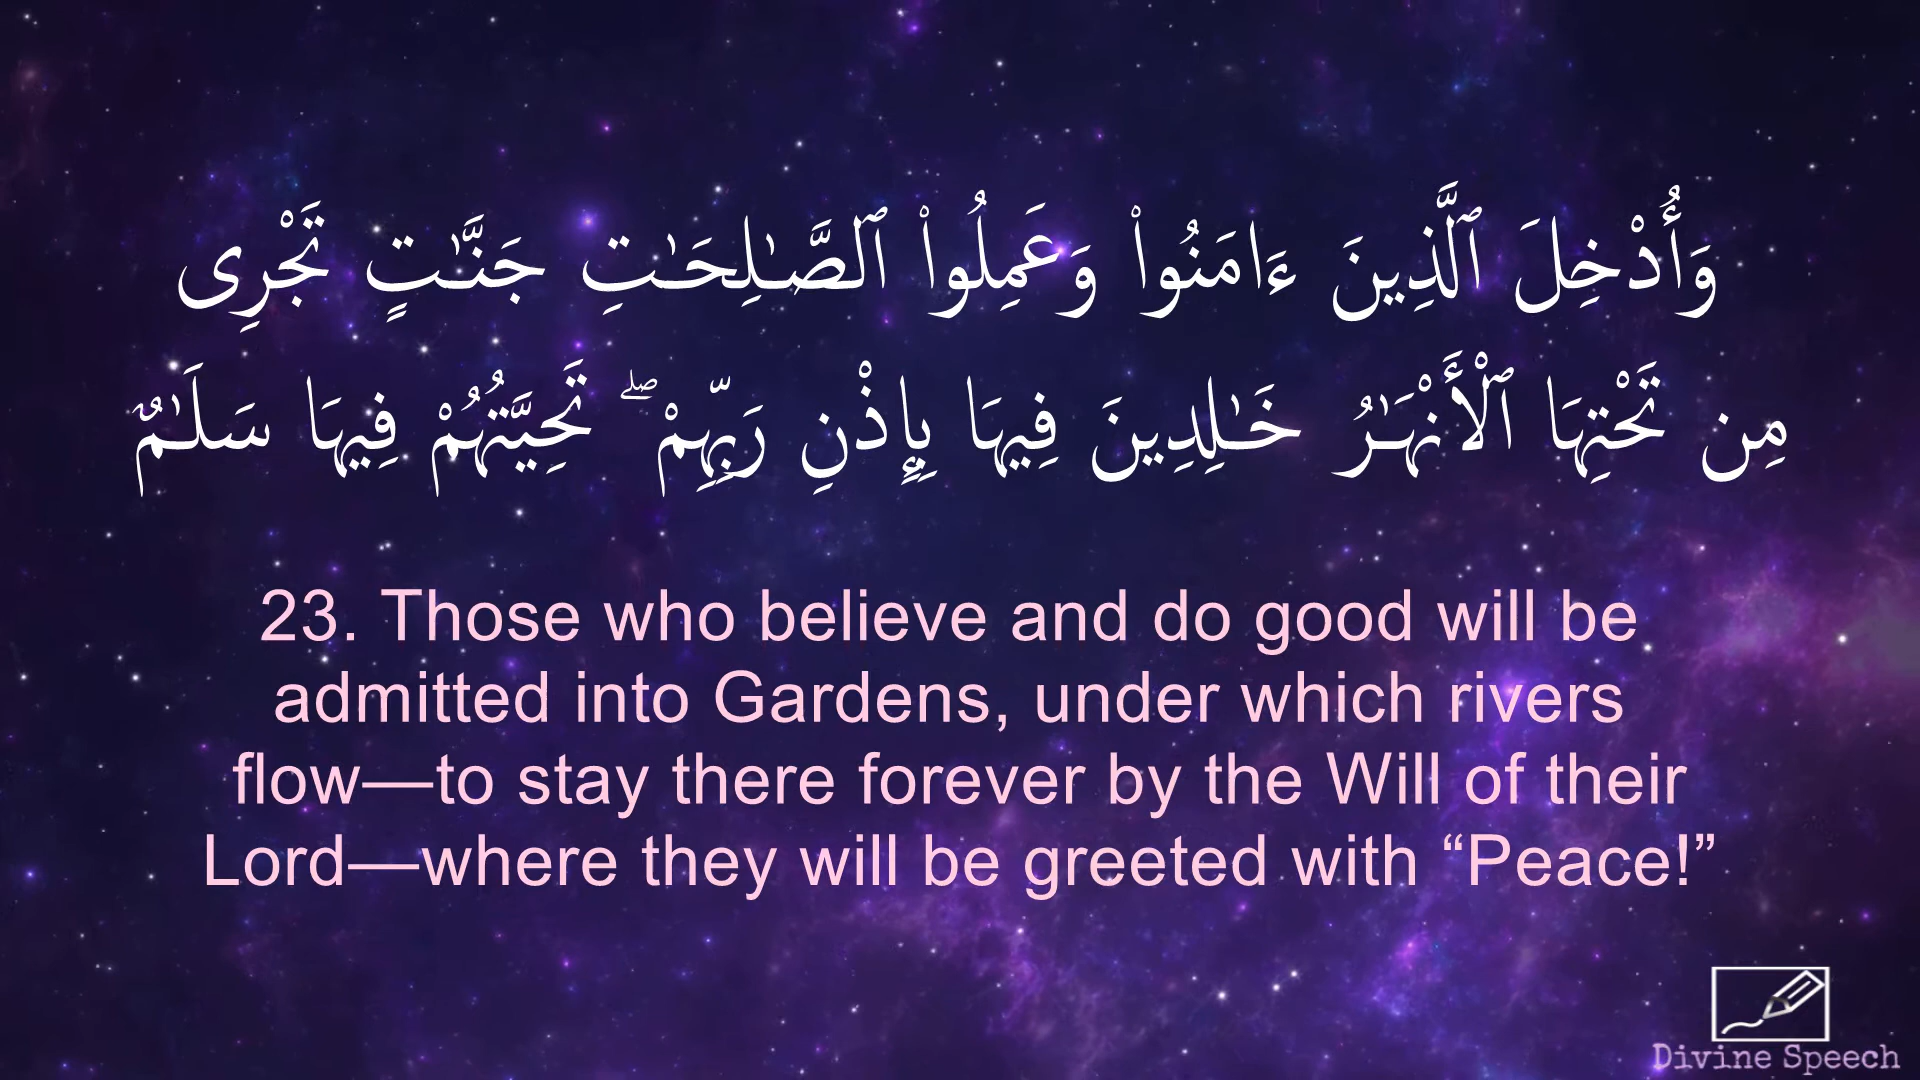 وَأُدْخِلَ ٱلَّذِينَ ءَامَنُوا۟ وَعَمِلُوا۟ ٱلصَّـٰلِحَـٰتِ جَنَّـٰتٍ تَجْرِى
مِن تَحْتِهَا ٱلْأَنْهَـٰرُ خَـٰلِدِينَ فِيهَا بِإِذْنِ رَبِّهِمْ ۖ تَحِيَّتُهُمْ فِيهَا سَلَـٰمٌ
23. Those who believe and do good will be
admitted into Gardens, under which rivers
flow—to stay there forever by the Will of their
Lord—where they will be greeted with “Peace!”
Divine Speech